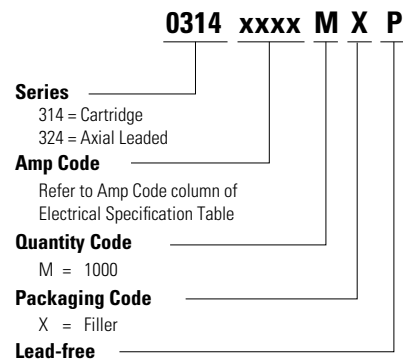 0314 xxxx M X P
Series
314 = Cartridge
324 = Axial Leaded
Amp Code
Refer to Amp Code column of
Electrical Specification Table
Quantity Code
M = 1000
Packaging Code
X = Filler
Lead-free